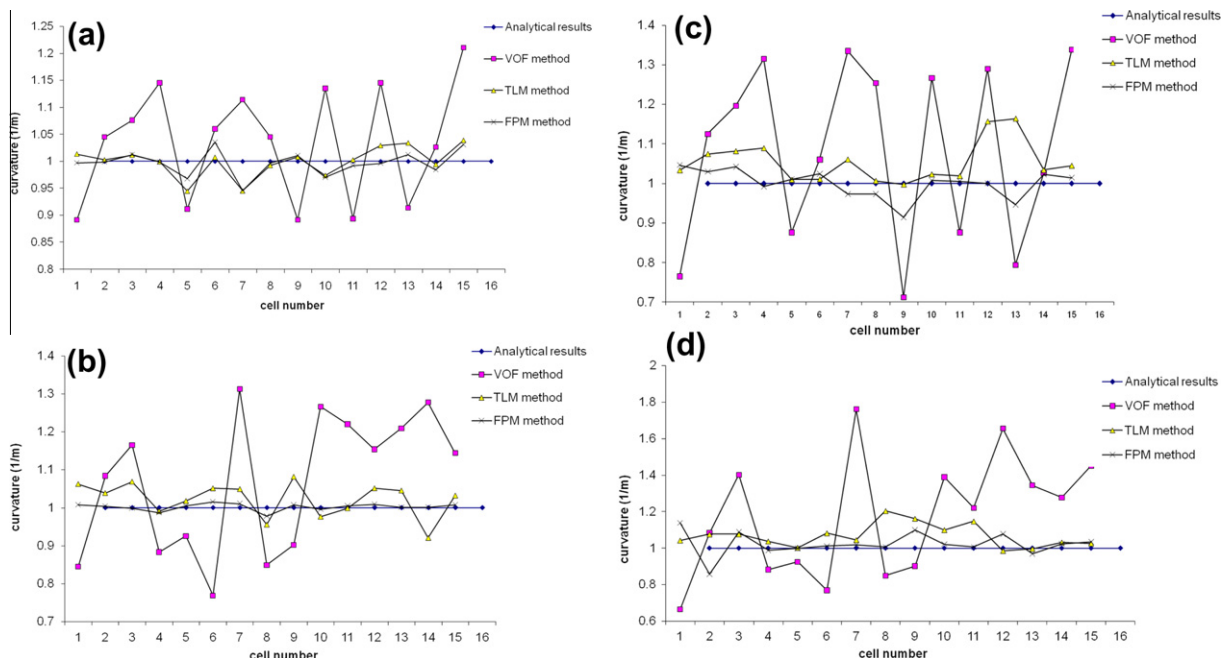 (a)
1.25
1.2
1.15
1.1
1.05
1
0.95
0.9
0.85
0.8
curvature (1/m)
1 2 3 4 5 6 7 8 9 10 11 12 13 14 15 16
cell number
Analytical results
VOF method
TLM method
FPM method
(c)
1.4
1.3
1.2
1.1
1
0.9
0.8
0.7
curvature (1/m)
1 2 3 4 5 6 7 8 9 10 11 12 13 14 15 16
cell number
Analytical results
VOF method
TLM method
FPM method
(b)
1.4
1.3
1.2
1.1
1
0.9
0.8
0.7
curvature (1/m)
1 2 3 4 5 6 7 8 9 10 11 12 13 14 15 16
cell number
Analytical results
VOF method
TLM method
FPM method
(d)
2
1.8
1.6
1.4
1.2
1
0.8
0.6
curvature (1/m)
1 2 3 4 5 6 7 8 9 10 11 12 13 14 15 16
cell number
Analytical results
VOF method
TLM method
FPM method